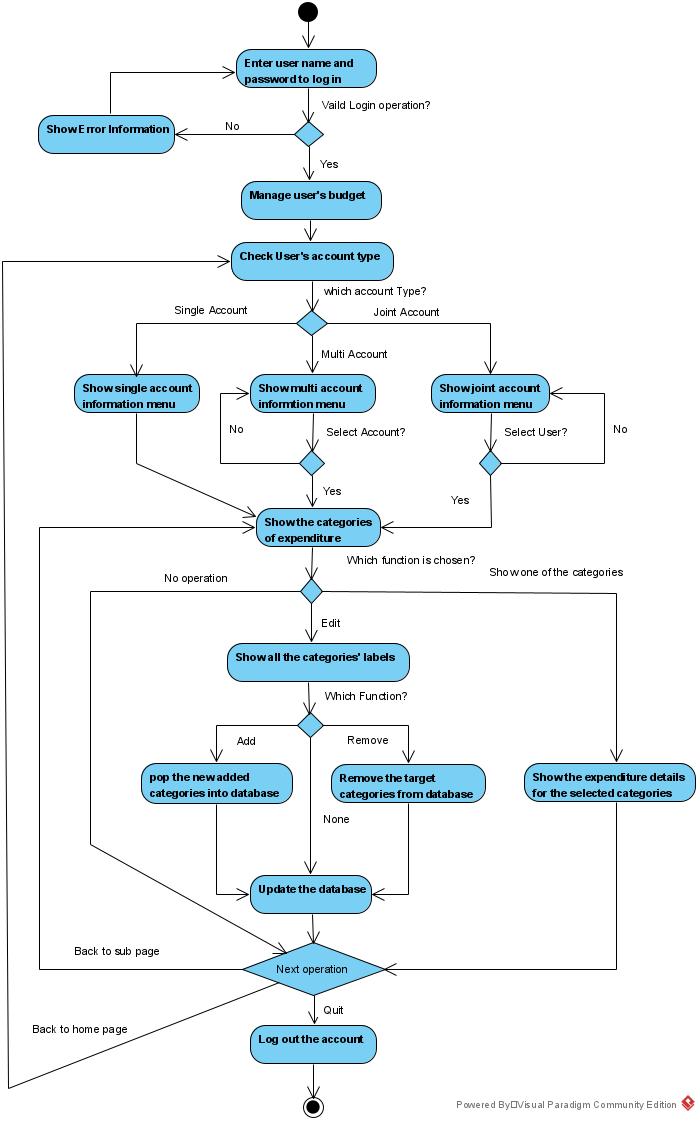 Enter user name and
password to log in
Vaild Login operation?
No
Show Error Information
Yes
Manage user's budget
Check User's account type
which account Type?
Single Account
Joint Account
Multi Account
Show single account
information menu
Show multi account
informtion menu
Show joint account
information menu
No
Select Account?
Select User?
No
Yes
Yes
Show the categories
of expenditure
Which function is chosen?
No operation
Show one of the categories
Edit
Show all the categories' labels
Which Function?
Add
Remove
pop the new added
categories into database
Remove the target
categories from database
Show the expenditure details
for the selected categories
None
Update the database
Back to sub page
Next operation
Quit
Back to home page
Log out the account
Powered By▯Visual Paradigm Community Edition